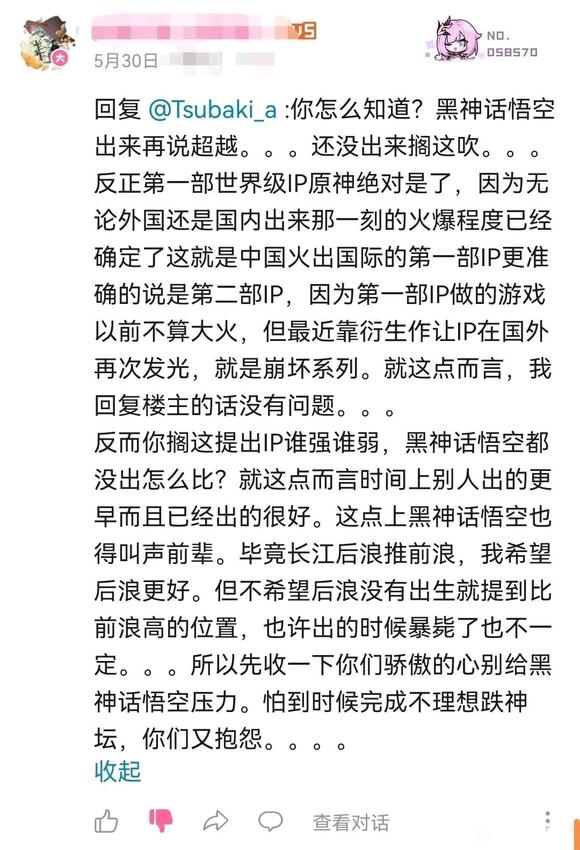 5
5月30日
NO.
058570
回复 @Tsubaki_a :你怎么知道？黑神话悟空
出来再说超越。。。还没出来搁这吹。。。
反正第一部世界级IP原神绝对是了，因为无
论外国还是国内出来那一刻的火爆程度已经
确定了这就是中国火出国际的第一部IP更准
确的说是第二部IP，因为第一部IP做的游戏
以前不算大火，但最近靠衍生作让IP在国外
再次发光，就是崩坏系列。就这点而言，我
回复楼主的话没有问题。。。
反而你搁这提出IP谁强谁弱，黑神话悟空都
没出怎么比？就这点而言时间上别人出的更
早而且已经出的很好。这点上黑神话悟空也
得叫声前辈。毕竟长江后浪推前浪，我希望
后浪更好。但不希望后浪没有出生就提到比
前浪高的位置，也许出的时候暴毙了也不一
定。。。所以先收一下你们骄傲的心别给黑
神话悟空压力。怕到时候完成不理想跌神
坛，你们又抱怨。。。。
收起
查看对话